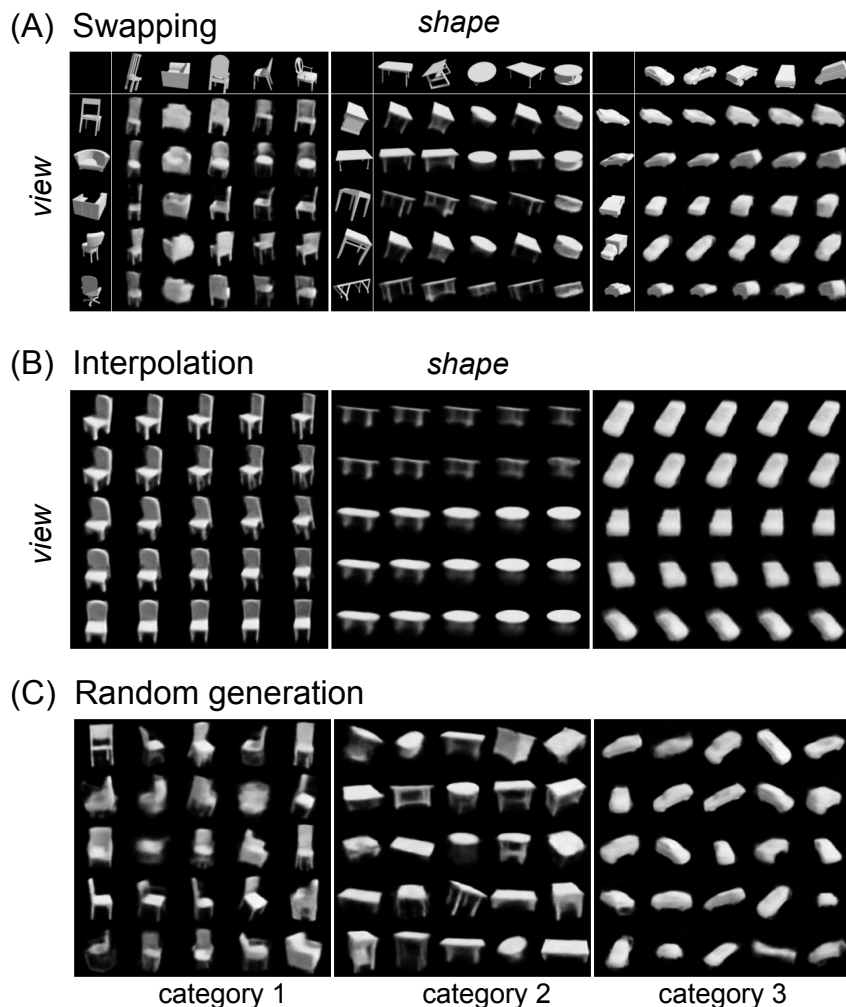 (A) Swapping
shape
view
(B) Interpolation
shape
view
(C) Random generation
category 1
category 2
category 3